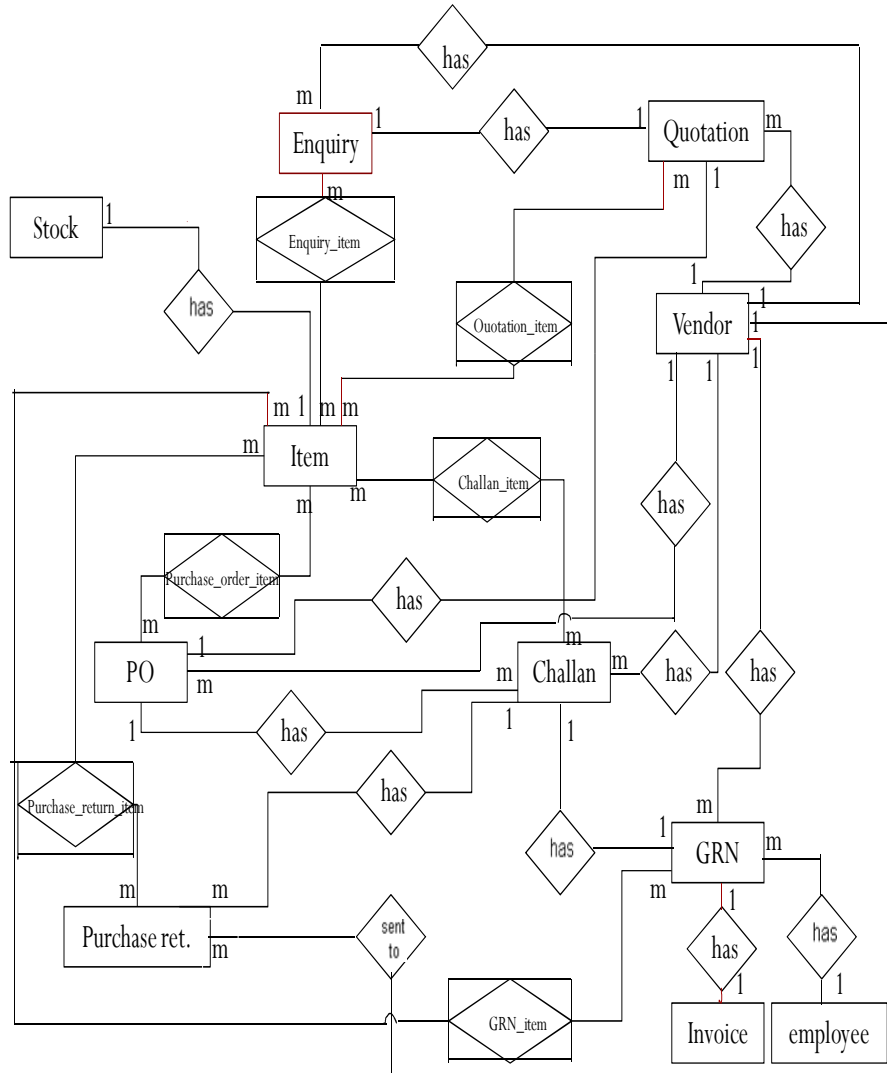 has
m
1
has
1
Quotation
m
Enquiry
m
m
1
Stock
1
Enquiry_item
has
has
1
1
Ouotation_item
Vendor
1
1
1
1
m
1
m
m
m
Item
m
m
Challan_item
has
Purchase_order_item
has
m
1
m
PO
m
m
Challan
m
has
has
1
has
1
1
has
Purchase_return_item
m
1
has
GRN
m
m
m
m
1
Purchase ret.
m
sent
to
has
has
1
1
GRN_item
Invoice
employee